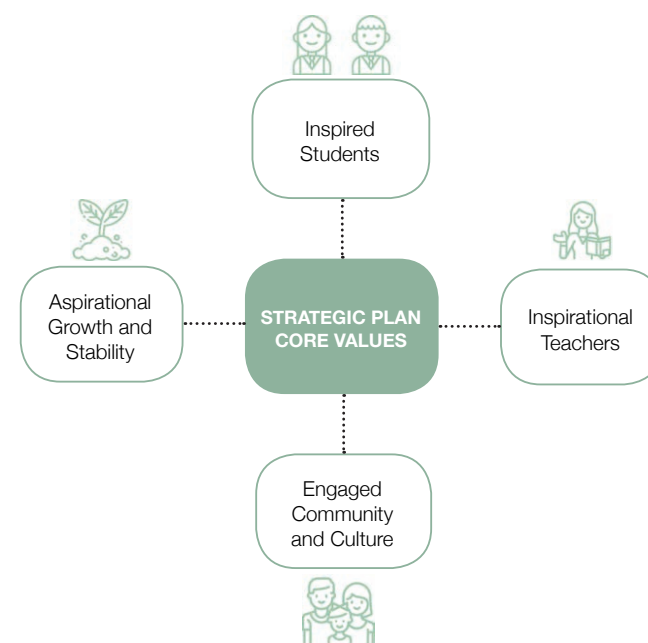 Inspired
Students
Aspirational
Growth and
Stability
STRATEGIC PLAN
CORE VALUES
Inspirational
Teachers
Engaged
Community
and Culture